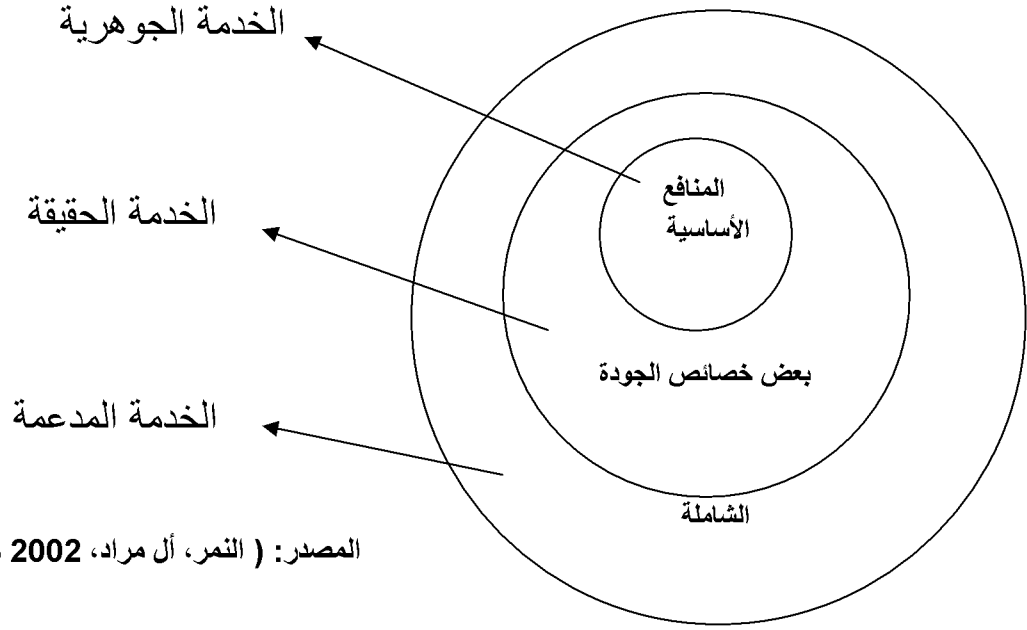 الخدمة الجوهرية
المنافع
الأساسية
الخدمة الحقيقة
بعض خصائص الجودة
الخدمة المدعمة
الشاملة
المصدر: ( النمر، أل مراد، 2002